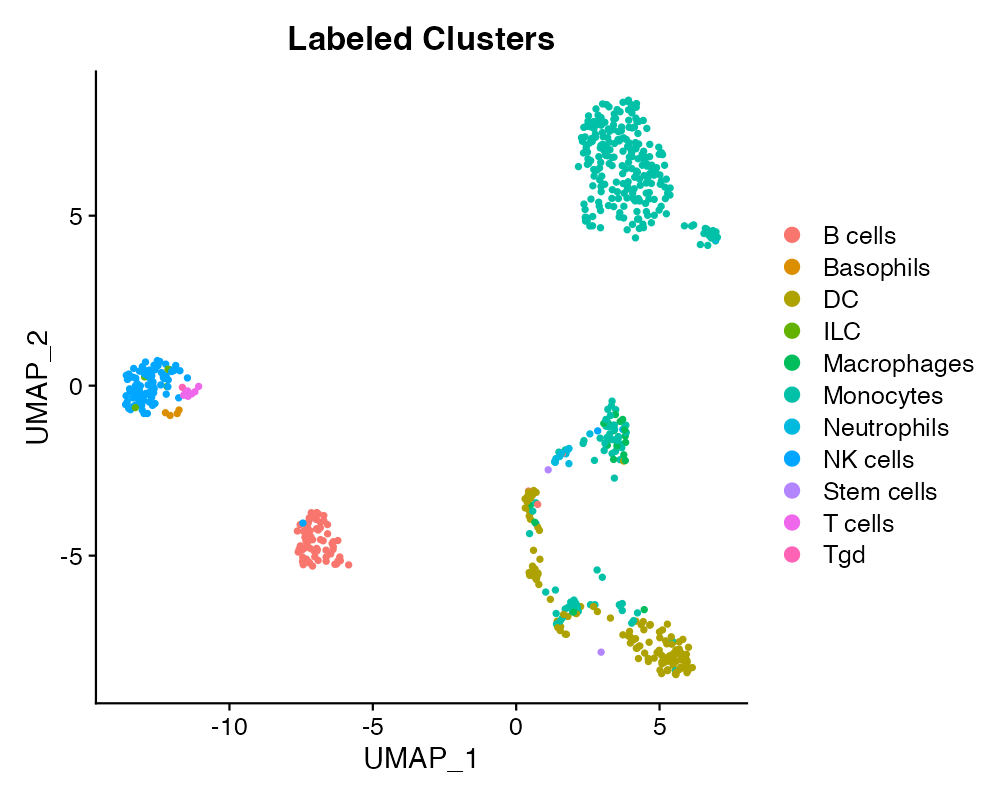 Labeled Clusters
UMAP_2
5
0
-5
-10
-5
0
5
UMAP_1
B cells
Basophils
DC
ILC
Macrophages
Monocytes
Neutrophils
NK cells
Stem cells
T cells
Tgd